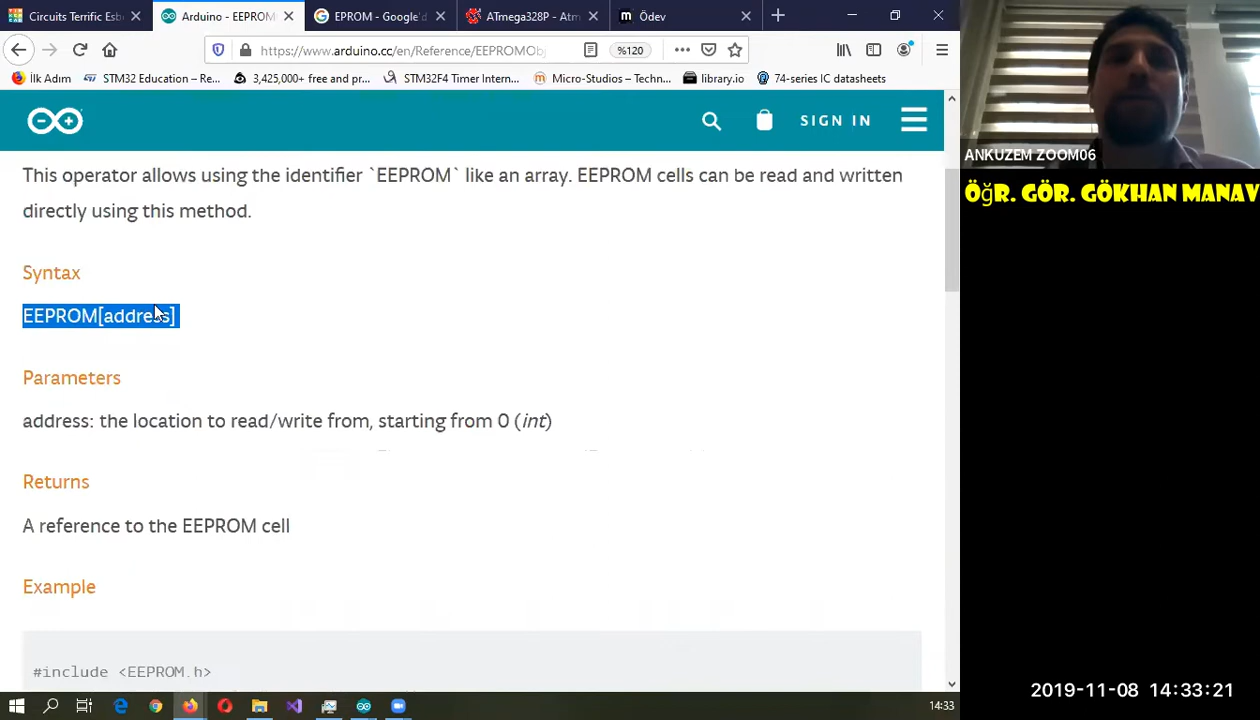 Circuits Terrific Esb
Arduino - EEPROM
EPROM - Google'd
ATmega328P - Atm
Ödev
https://www.arduino.cc/en/Reference/EEPROMOb
%120
İlk Adım
STM32 Education – Re...
3,425,000+ free and pr...
STM32F4 Timer Intern...
Micro-Studios – Techn...
library.io
74-series IC datasheets
SIGN IN
This operator allows using the identifier `EEPROM` like an array. EEPROM cells can be read and written
directly using this method.
Syntax
EEPROM[address]
Parameters
address: the location to read/write from, starting from 0 (int)
Returns
A reference to the EEPROM cell
Example
#include <EEPROM.h>
14:33
ANKUZEM ZOOM06
ÖĞR. GÖR. GÖKHAN MANAV
2019-11-08 14:33:21